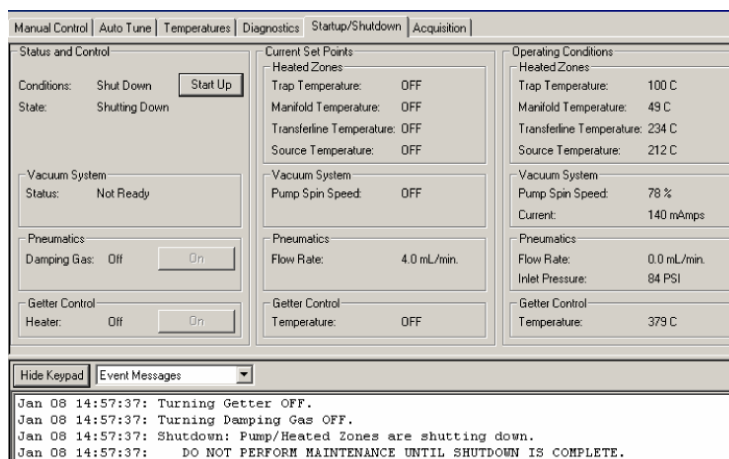 Manual Control Auto Tune Temperatures Diagnostics Startup/Shutdown Acquisition
Status and Control
Conditions: Shut Down Start Up
State: Shutting Down
Vacuum System
Status: Not Ready
Pneumatics
Damping Gas: Off On
Getter Control
Heater: Off On
Current Set Points
Heated Zones
Trap Temperature: OFF
Manifold Temperature: OFF
Transferline Temperature: OFF
Source Temperature: OFF
Vacuum System
Pump Spin Speed: OFF
Pneumatics
Flow Rate: 4.0 mL/min.
Getter Control
Temperature: OFF
Operating Conditions
Heated Zones
Trap Temperature: 100 C
Manifold Temperature: 49 C
Transferline Temperature: 234 C
Source Temperature: 212 C
Vacuum System
Pump Spin Speed: 78 %
Current: 140 mAmps
Pneumatics
Flow Rate: 0.0 mL/min.
Inlet Pressure: 84 PSI
Getter Control
Temperature: 379 C
Hide Keypad Event Messages
Jan 08 14:57:37: Turning Getter OFF.
Jan 08 14:57:37: Turning Damping Gas OFF.
Jan 08 14:57:37: Shutdown: Pump/Heated Zones are shutting down.
Jan 08 14:57:37: DO NOT PERFORM MAINTENANCE UNTIL SHUTDOWN IS COMPLETE.